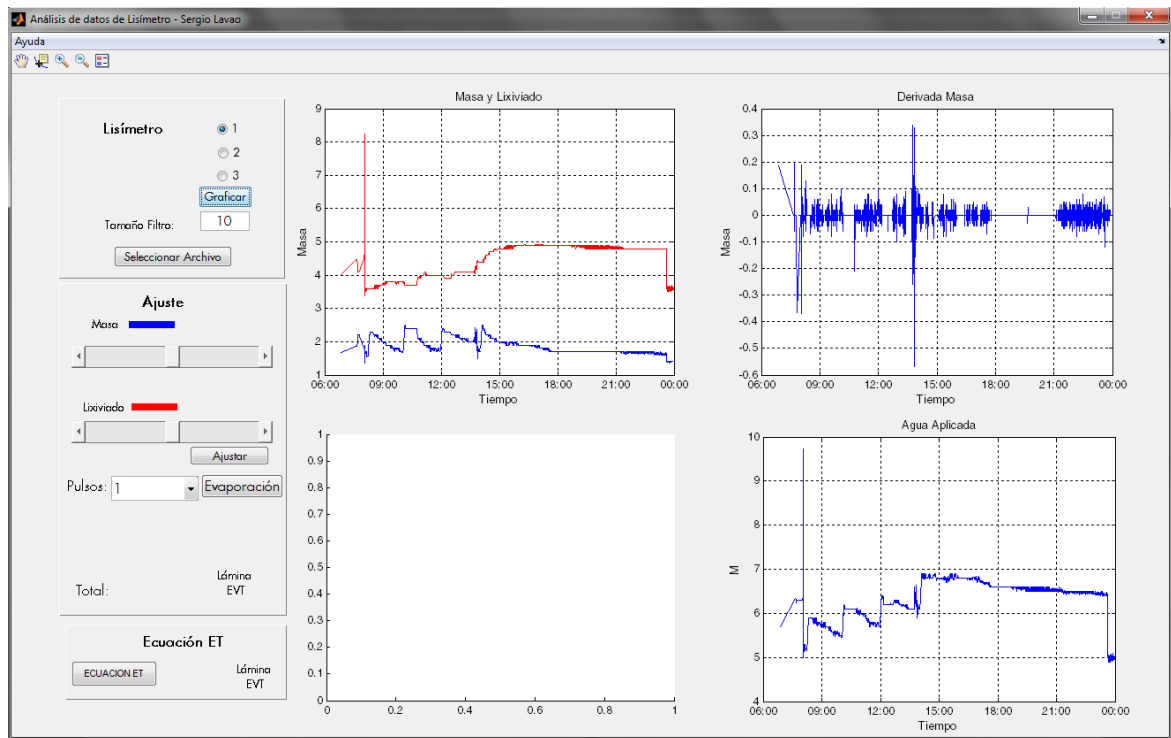 Análisis de datos de Lisímetro - Sergio Lavao
Ayuda
Lisímetro
1
2
3
Graficar
Tamaño Filtro:
10
Seleccionar Archivo
Ajuste
Masa
Lixiviado
Ajustar
Pulsos:
1
Evaporación
Total:
Lámina
EVT
Ecuación ET
ECUACION ET
Lámina
EVT
Masa y Lixiviado
Masa
9
8
7
6
5
4
3
2
1
06:00 09:00 12:00 15:00 18:00 21:00 00:00
Tiempo
Derivada Masa
Masa
0.4
0.3
0.2
0.1
0
-0.1
-0.2
-0.3
-0.4
-0.5
-0.6
06:00 09:00 12:00 15:00 18:00 21:00 00:00
Tiempo
1
0.9
0.8
0.7
0.6
0.5
0.4
0.3
0.2
0.1
0
0 0.2 0.4 0.6 0.8 1
Agua Aplicada
M
10
9
8
7
6
5
4
06:00 09:00 12:00 15:00 18:00 21:00 00:00
Tiempo